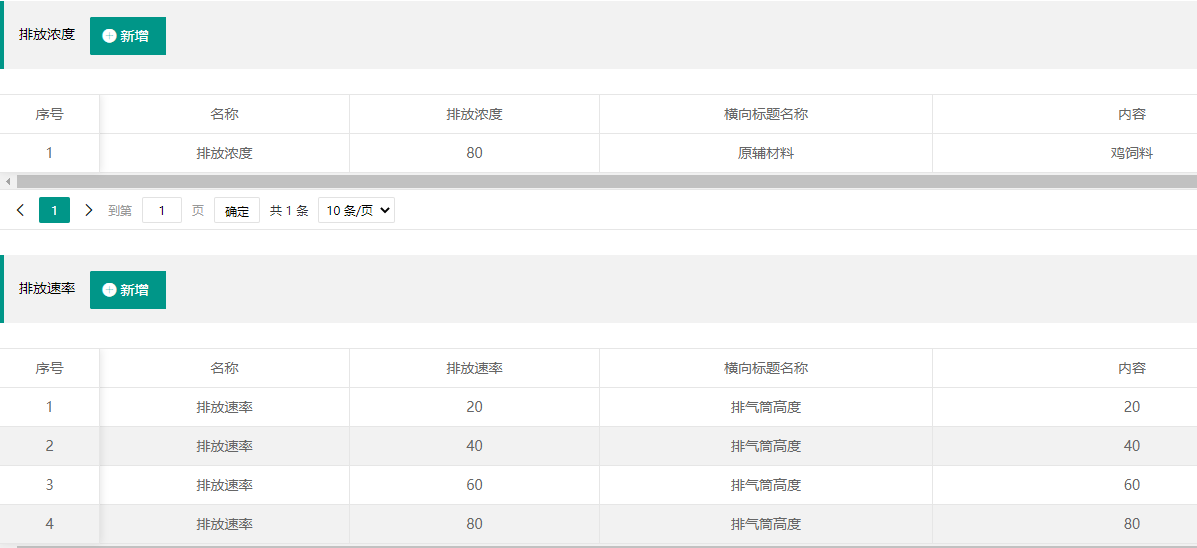 排放浓度 新增
序号 名称 排放浓度 横向标题名称 内容
1 排放浓度 80 原辅材料 鸡饲料
1 到第 1 页 确定 共 1 条 10 条/页
排放速率 新增
序号 名称 排放速率 横向标题名称 内容
1 排放速率 20 排气筒高度 20
2 排放速率 40 排气筒高度 40
3 排放速率 60 排气筒高度 60
4 排放速率 80 排气筒高度 80